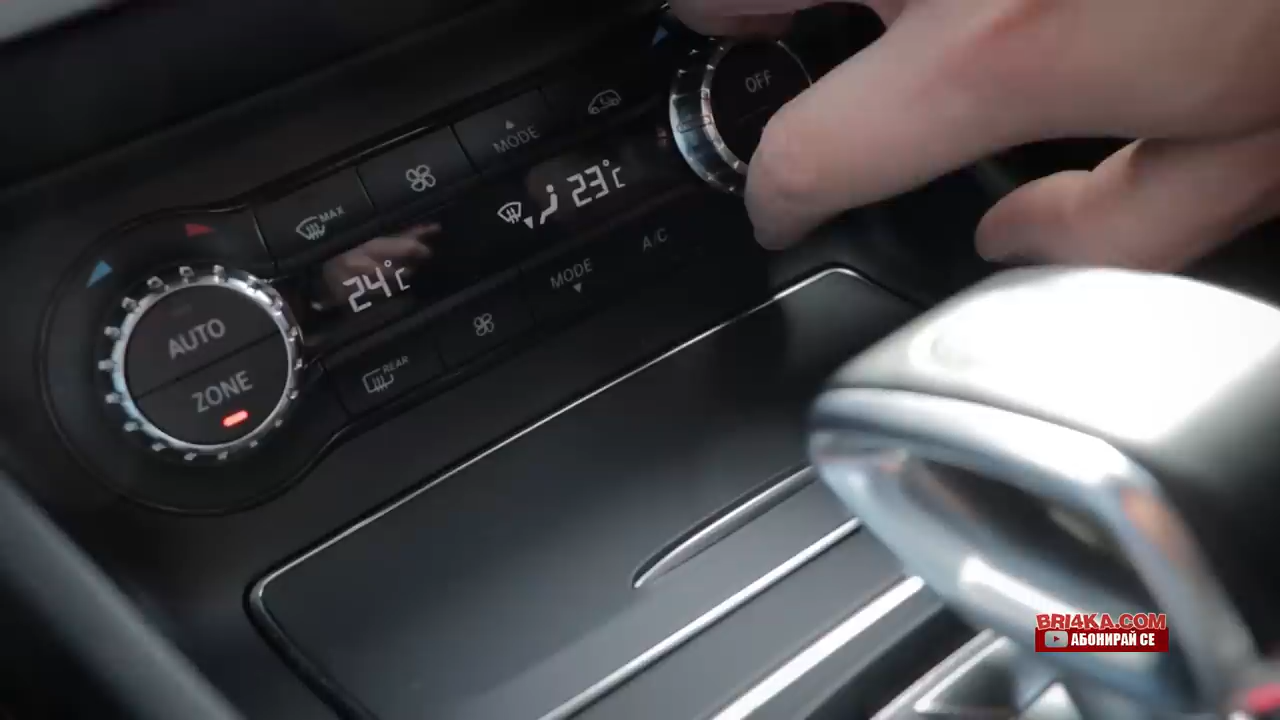 OFF
MODE
MAX
23°C
A/C
24°C
MODE
AUTO
REAR
ZONE
BRI4KA.COM
АБОНИРАЙ СЕ